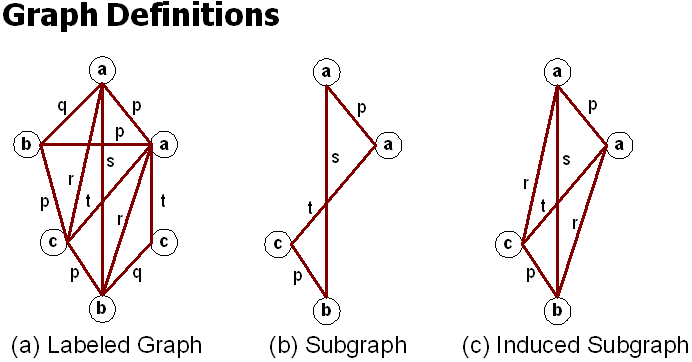 Graph Definitions
a
a
a
q
p
p
b
p
a
a
a
s
s
s
r
t
r
t
r
t
t
r
p
c
c
c
c
p
q
p
p
b
b
b
(a) Labeled Graph
(b) Subgraph
(c) Induced Subgraph